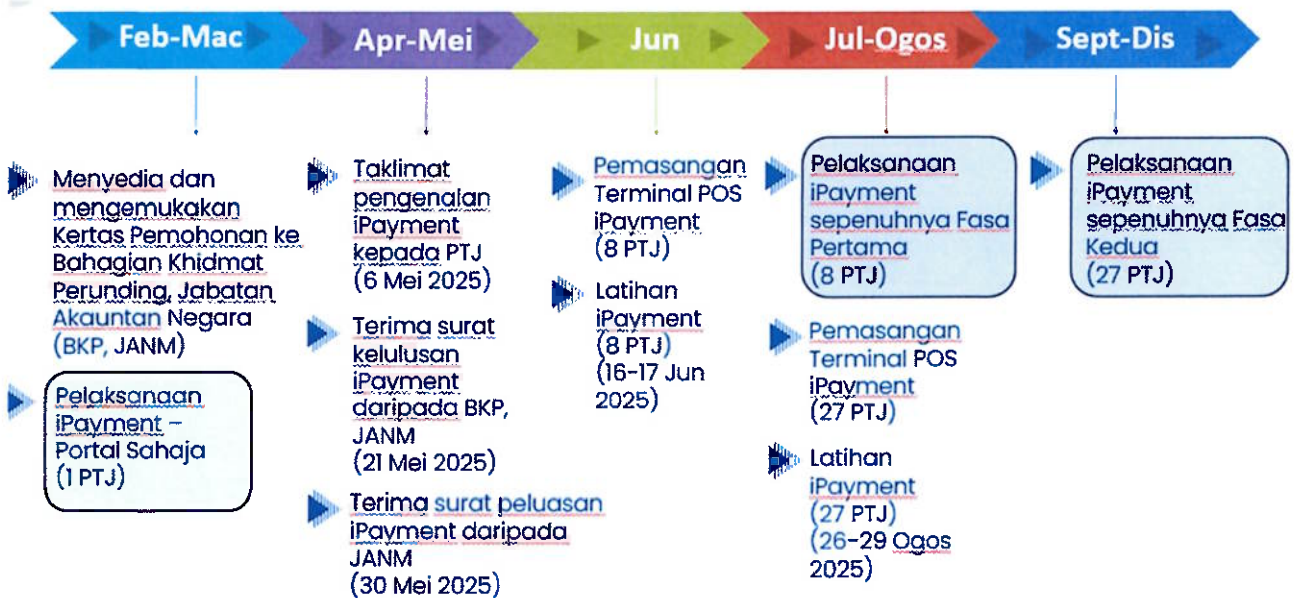 Feb-Mac
Apr-Mei
Jun
Jul-Ogos
Sept-Dis
Menyedia dan
mengemukakan
Kertas Pemohonan ke
Bahagian Khidmat
Perunding, Jabatan
Akauntan Negara
(BKP, JANM)
Pelaksanaan
iPayment –
Portal Sahaja
(1 PTJ)
Taklimat
pengenalan
iPayment
kepada PTJ
(6 Mei 2025)
Terima surat
kelulusan
iPayment
daripada BKP,
JANM
(21 Mei 2025)
Terima surat peluasan
iPayment daripada
JANM
(30 Mei 2025)
Pemasangan
Terminal POS
iPayment
(8 PTJ)
Latihan
iPayment
(8 PTJ)
(16-17 Jun
2025)
Pelaksanaan
iPayment
sepenuhnya Fasa
Pertama
(8 PTJ)
Pemasangan
Terminal POS
iPayment
(27 PTJ)
Latihan
iPayment
(27 PTJ)
(26-29 Ogos
2025)
Pelaksanaan
iPayment
sepenuhnya Fasa
Kedua
(27 PTJ)